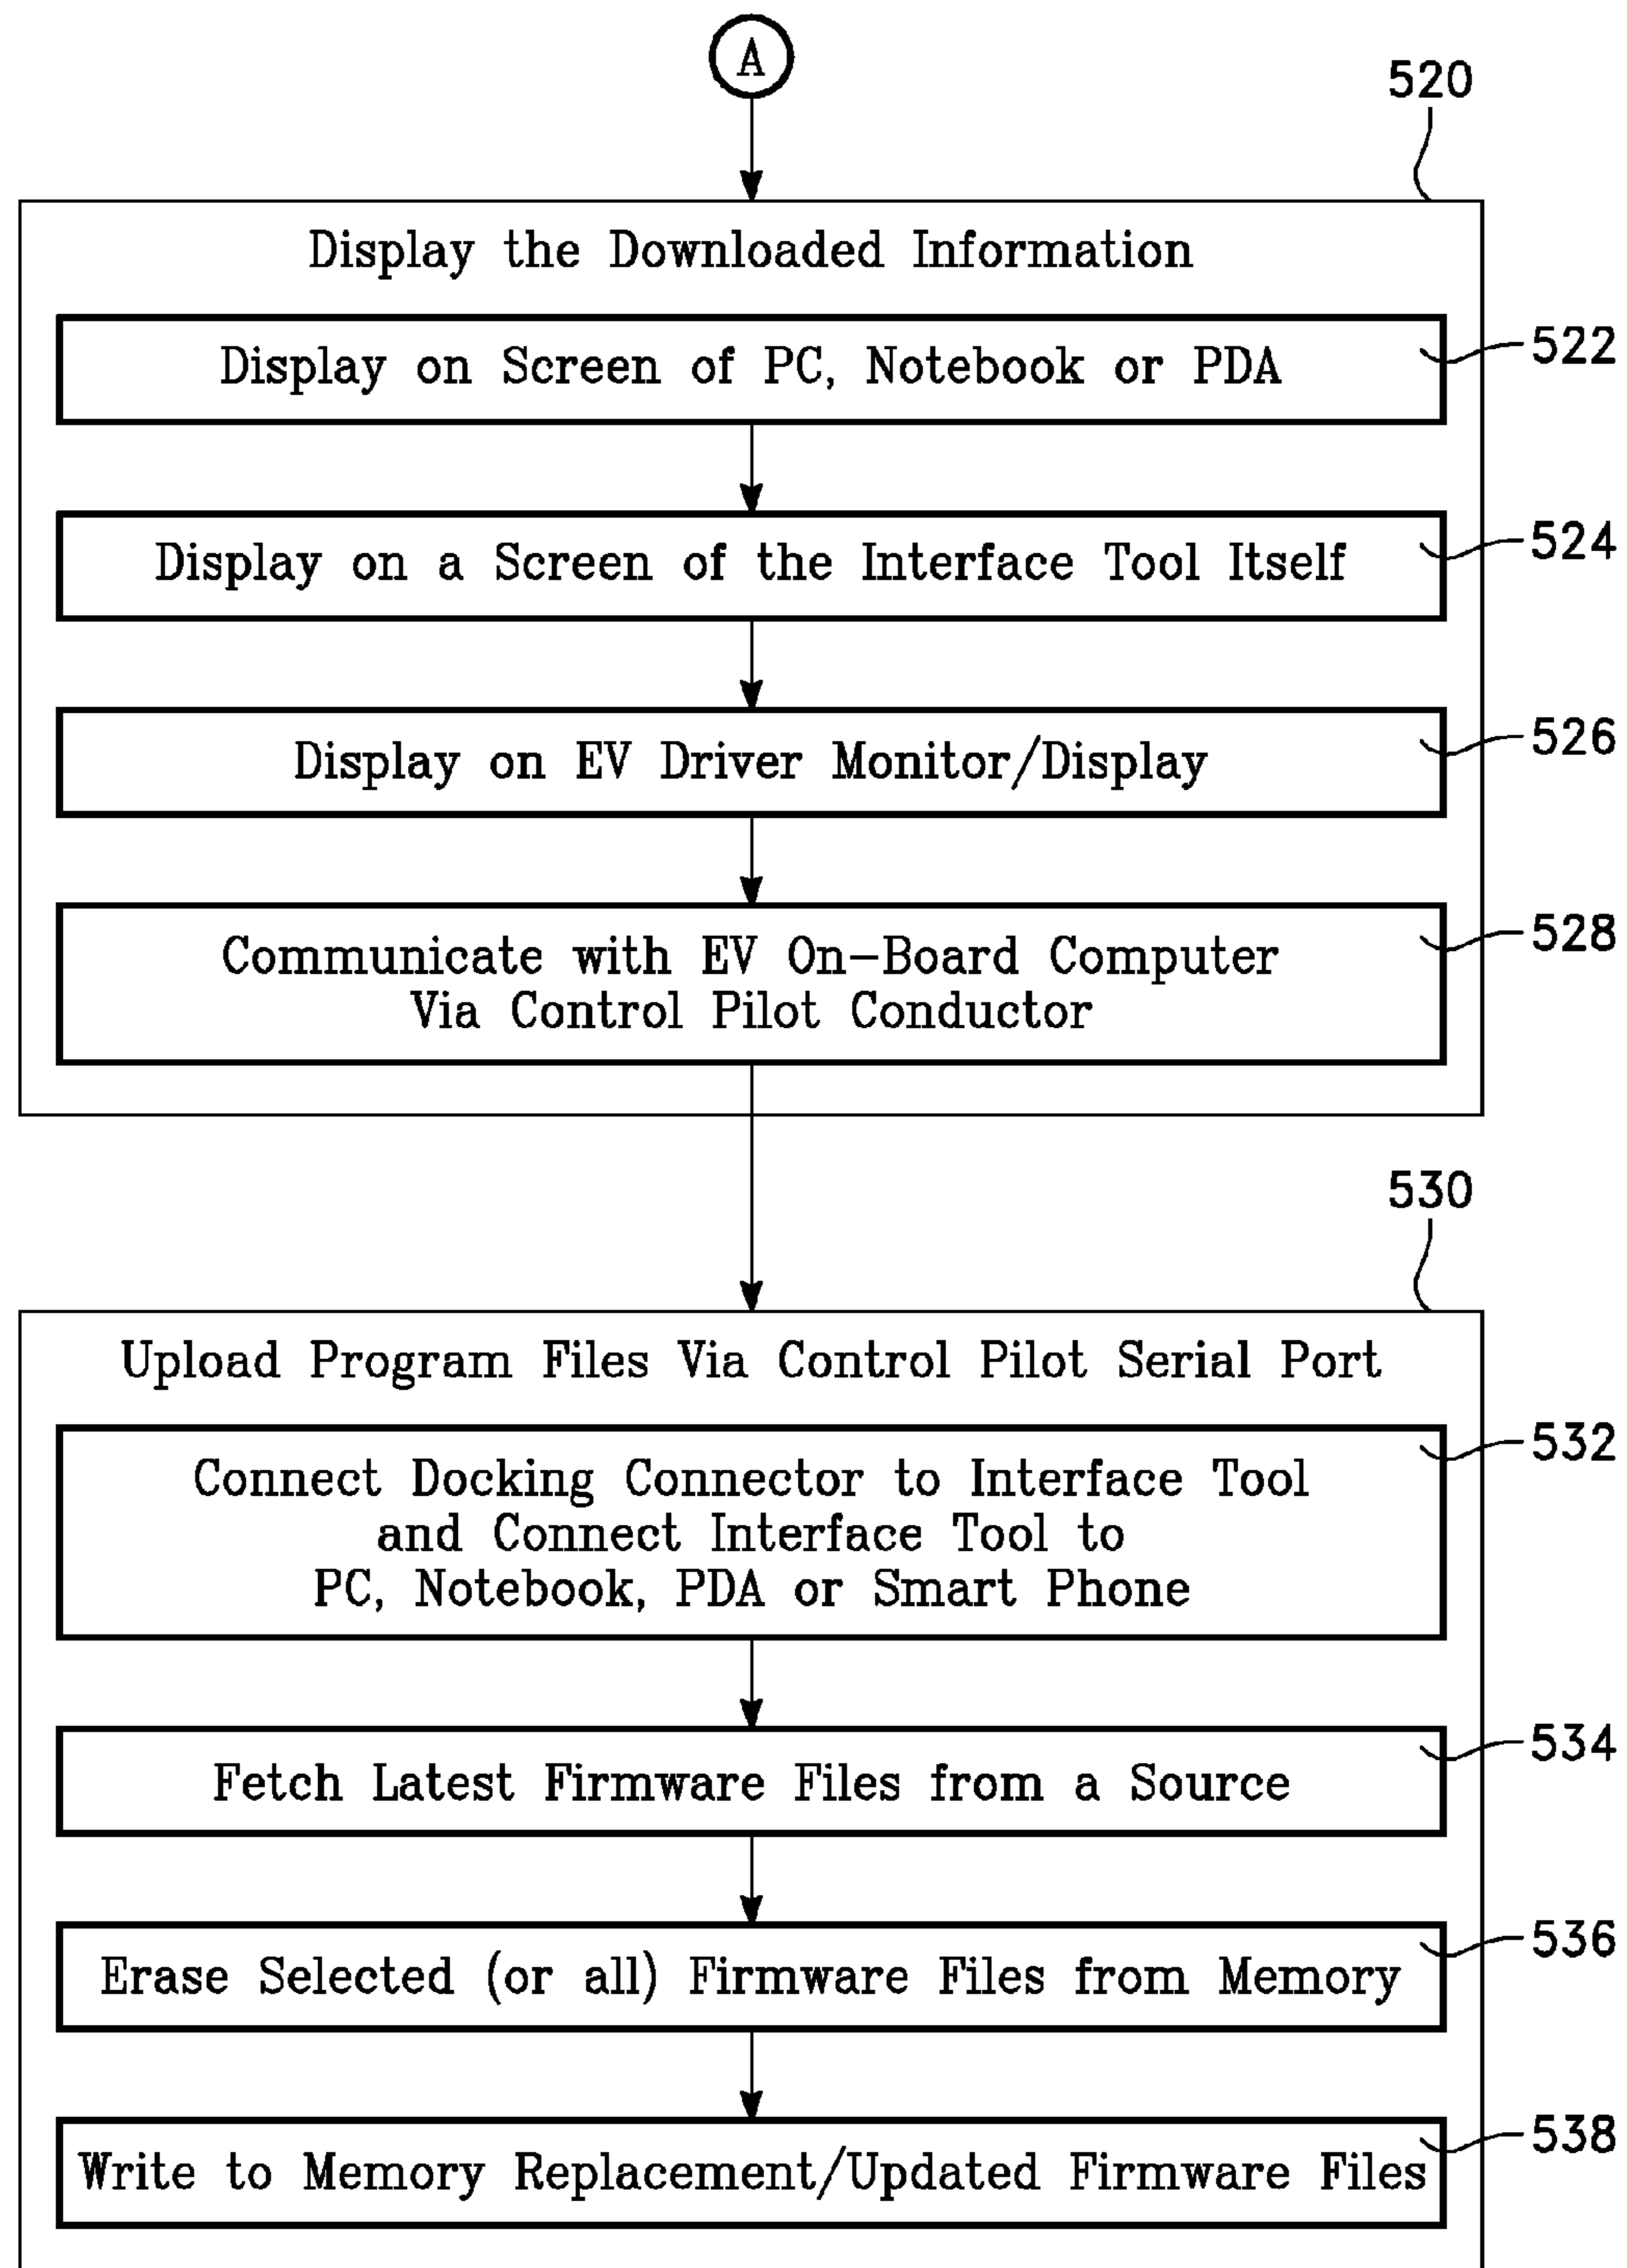 A
520
Display the Downloaded Information
Display on Screen of PC, Notebook or PDA
522
Display on a Screen of the Interface Tool Itself
524
Display on EV Driver Monitor/Display
526
Communicate with EV On-Board Computer
Via Control Pilot Conductor
528
530
Upload Program Files Via Control Pilot Serial Port
Connect Docking Connector to Interface Tool
and Connect Interface Tool to
PC, Notebook, PDA or Smart Phone
532
Fetch Latest Firmware Files from a Source
534
Erase Selected (or all) Firmware Files from Memory
536
Write to Memory Replacement/Updated Firmware Files
538